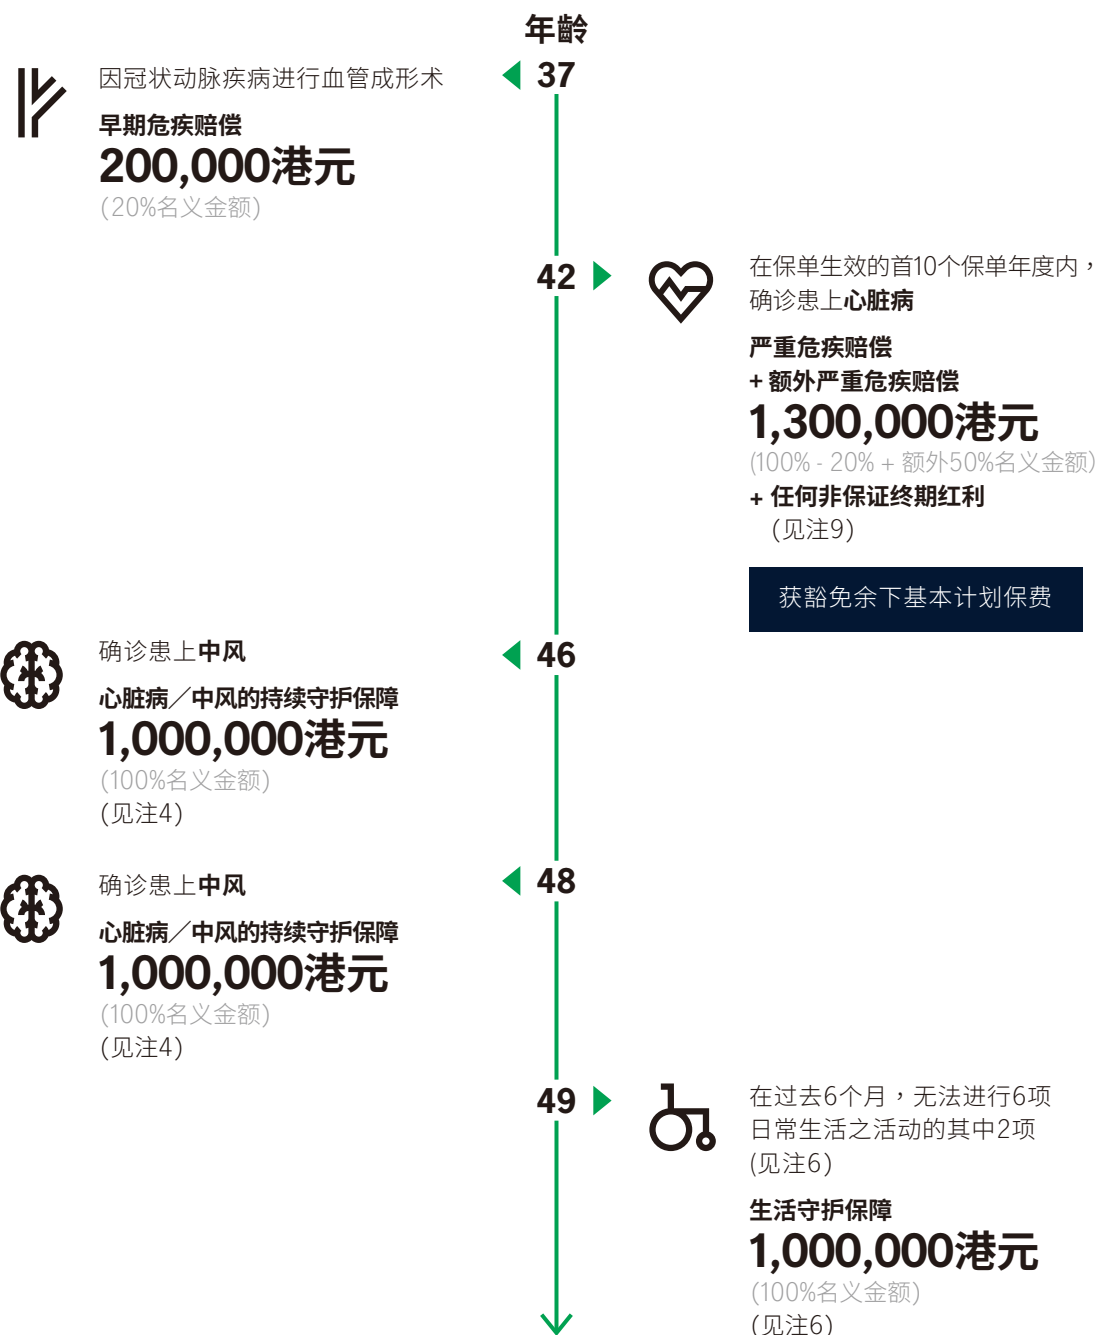 年龄
37
因冠状动脉疾病进行血管成形术
早期危疾赔偿
200,000港元
(20%名义金额)
42
在保单生效的首10个保单年度内，
确诊患上心脏病
严重危疾赔偿
+ 额外严重危疾赔偿
1,300,000港元
(100% - 20% + 额外50%名义金额)
+ 任何非保证终期红利
(见注9)
获豁免余下基本计划保费
46
确诊患上中风
心脏病／中风的持续守护保障
1,000,000港元
(100%名义金额)
(见注4)
48
确诊患上中风
心脏病／中风的持续守护保障
1,000,000港元
(100%名义金额)
(见注4)
49
在过去6个月，无法进行6项
日常生活之活动的其中2项
(见注6)
生活守护保障
1,000,000港元
(100%名义金额)
(见注6)